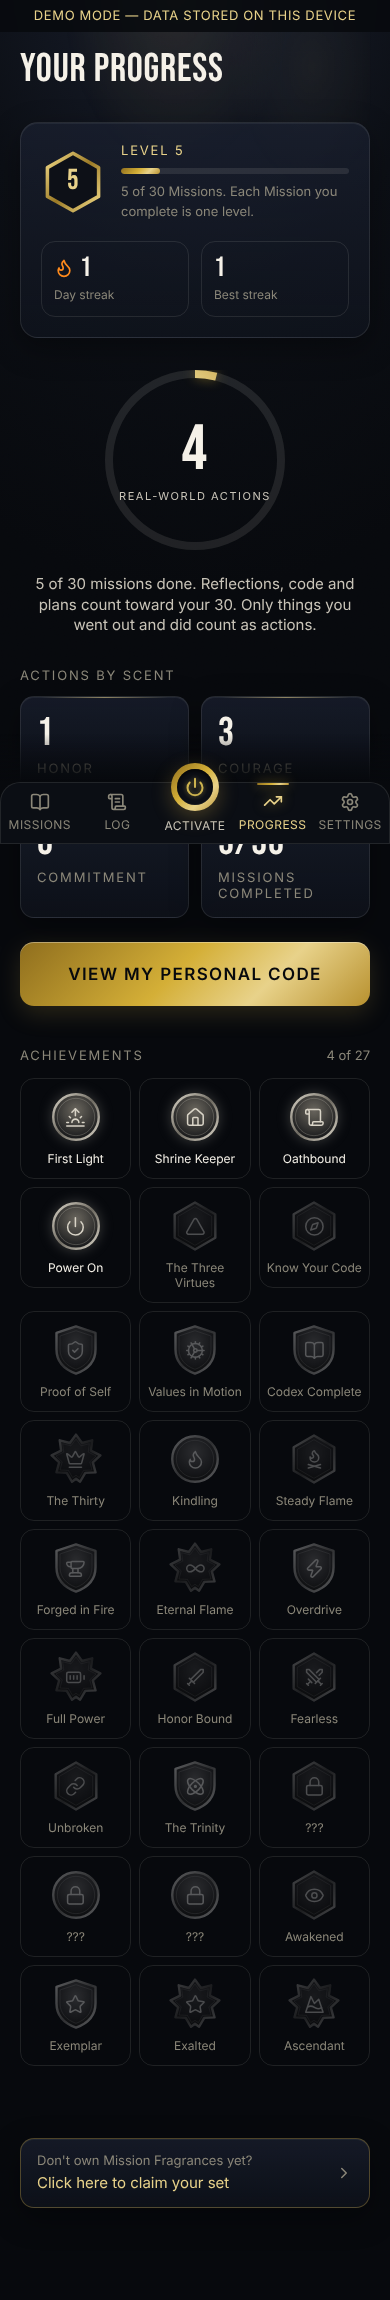 DEMO MODE — DATA STORED ON THIS DEVICE
YOUR PROGRESS
5
LEVEL 5
5 of 30 Missions. Each Mission you
complete is one level.
1
Day streak
1
Best streak
4
REAL-WORLD ACTIONS
5 of 30 missions done. Reflections, code and
plans count toward your 30. Only things you
went out and did count as actions.
ACTIONS BY SCENT
1
HONOR
3
COURAGE
MISSIONS
LOG
ACTIVATE
PROGRESS
SETTINGS
COMMITMENT
MISSIONS
COMPLETED
VIEW MY PERSONAL CODE
ACHIEVEMENTS
4 of 27
First Light
Shrine Keeper
Oathbound
Power On
The Three
Virtues
Know Your Code
Proof of Self
Values in Motion
Codex Complete
The Thirty
Kindling
Steady Flame
Forged in Fire
Eternal Flame
Overdrive
Full Power
Honor Bound
Fearless
Unbroken
The Trinity
???
???
???
Awakened
Exemplar
Exalted
Ascendant
Don't own Mission Fragrances yet?
Click here to claim your set